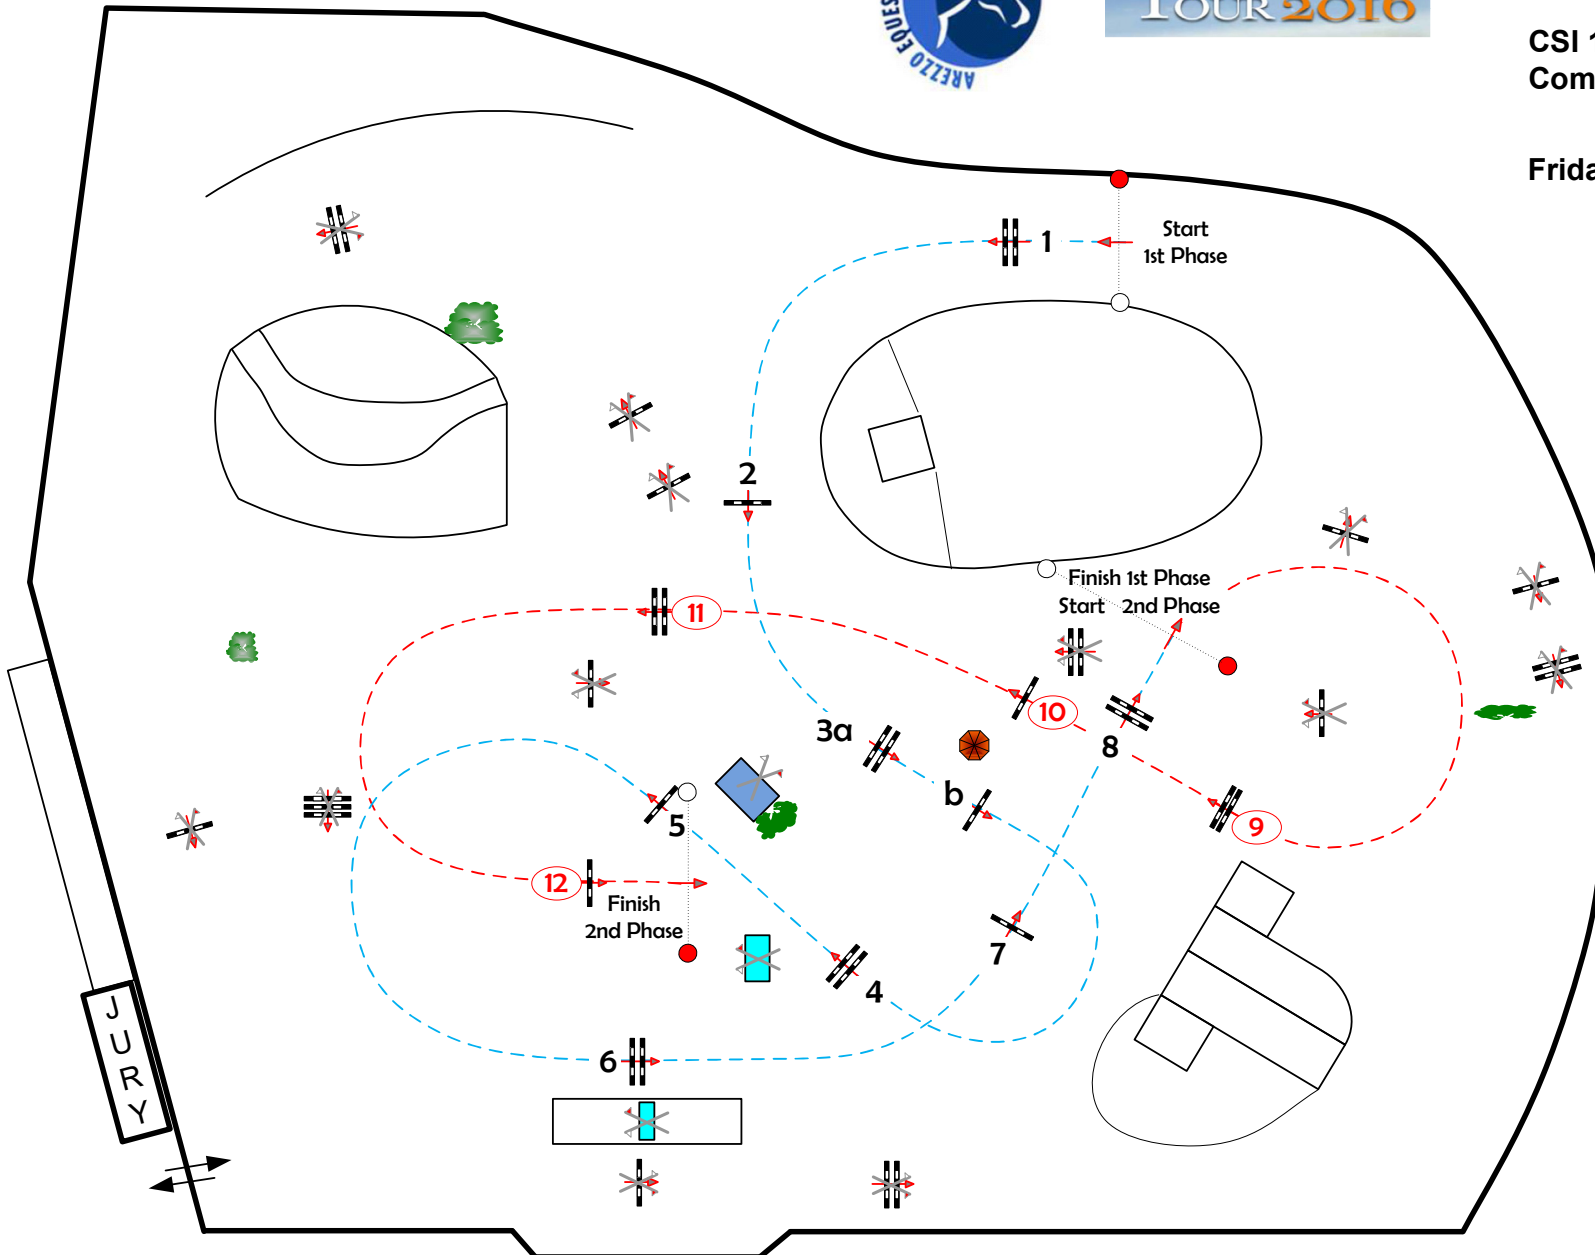 TOUR 2016
AREZZO EQUES
CSI 1
Com
Frida
Start
1st Phase
1
2
Finish 1st Phase
Start 2nd Phase
11
10
3a
8
b
5
9
12
Finish
2nd Phase
7
4
6
JURY